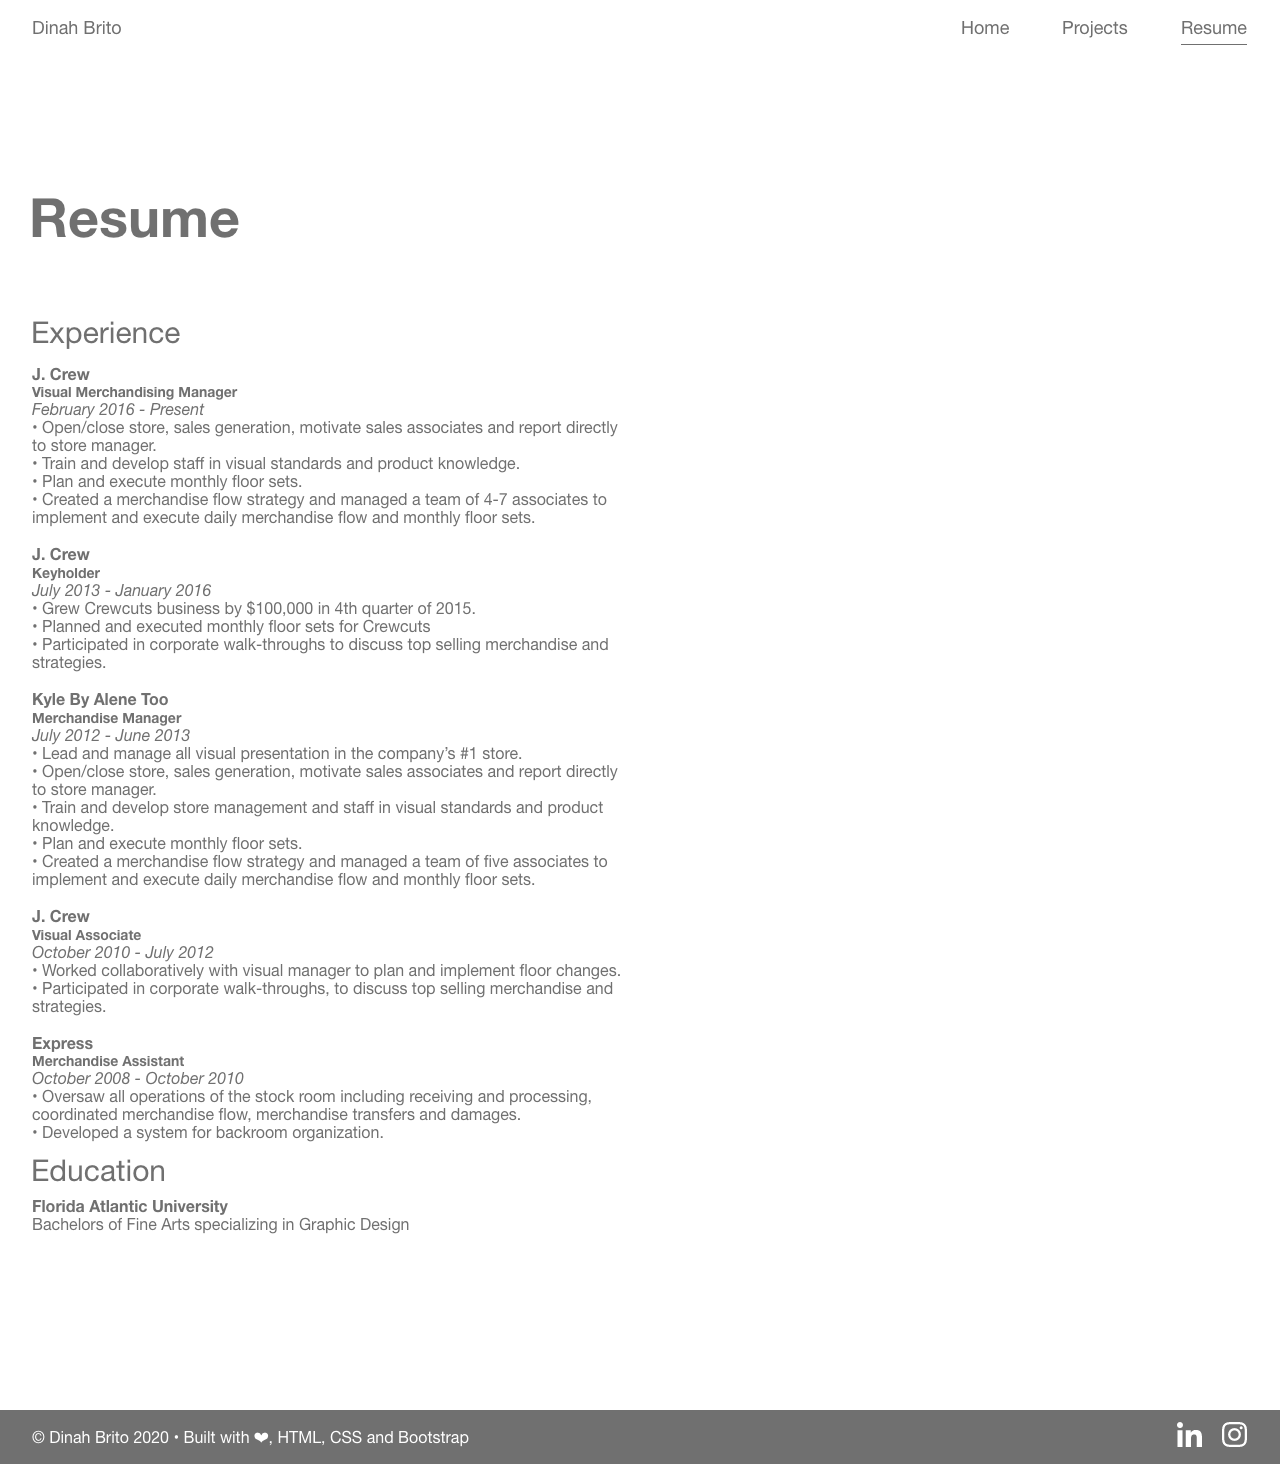 Dinah Brito
Home Projects Resume
Resume
Experience
J. Crew
Visual Merchandising Manager
February 2016 - Present
• Open/close store, sales generation, motivate sales associates and report directly
to store manager.
• Train and develop staff in visual standards and product knowledge.
• Plan and execute monthly floor sets.
• Created a merchandise flow strategy and managed a team of 4-7 associates to
implement and execute daily merchandise flow and monthly floor sets.
J. Crew
Keyholder
July 2013 - January 2016
• Grew Crewcuts business by $100,000 in 4th quarter of 2015.
• Planned and executed monthly floor sets for Crewcuts
• Participated in corporate walk-throughs to discuss top selling merchandise and
strategies.
Kyle By Alene Too
Merchandise Manager
July 2012 - June 2013
• Lead and manage all visual presentation in the company’s #1 store.
• Open/close store, sales generation, motivate sales associates and report directly
to store manager.
• Train and develop store management and staff in visual standards and product
knowledge.
• Plan and execute monthly floor sets.
• Created a merchandise flow strategy and managed a team of five associates to
implement and execute daily merchandise flow and monthly floor sets.
J. Crew
Visual Associate
October 2010 - July 2012
• Worked collaboratively with visual manager to plan and implement floor changes.
• Participated in corporate walk-throughs, to discuss top selling merchandise and
strategies.
Express
Merchandise Assistant
October 2008 - October 2010
• Oversaw all operations of the stock room including receiving and processing,
coordinated merchandise flow, merchandise transfers and damages.
• Developed a system for backroom organization.
Education
Florida Atlantic University
Bachelors of Fine Arts specializing in Graphic Design
© Dinah Brito 2020 • Built with ❤, HTML, CSS and Bootstrap
in